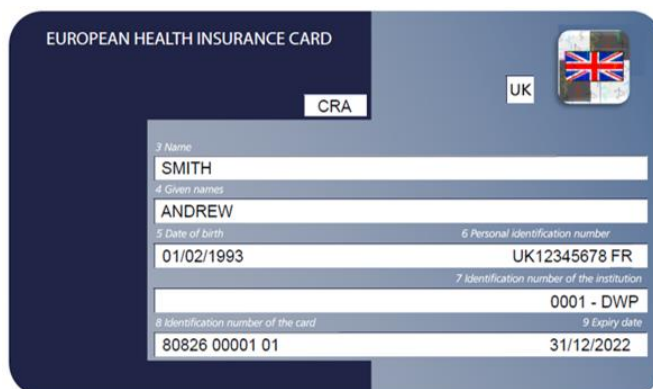 EUROPEAN HEALTH INSURANCE CARD
UK
CRA
3 Name
SMITH
4 Given names
ANDREW
5 Date of birth 6 Personal identification number
01/02/1993 UK12345678 FR
7 Identification number of the institution
0001 - DWP
8 Identification number of the card 9 Expiry date
80826 00001 01 31/12/2022